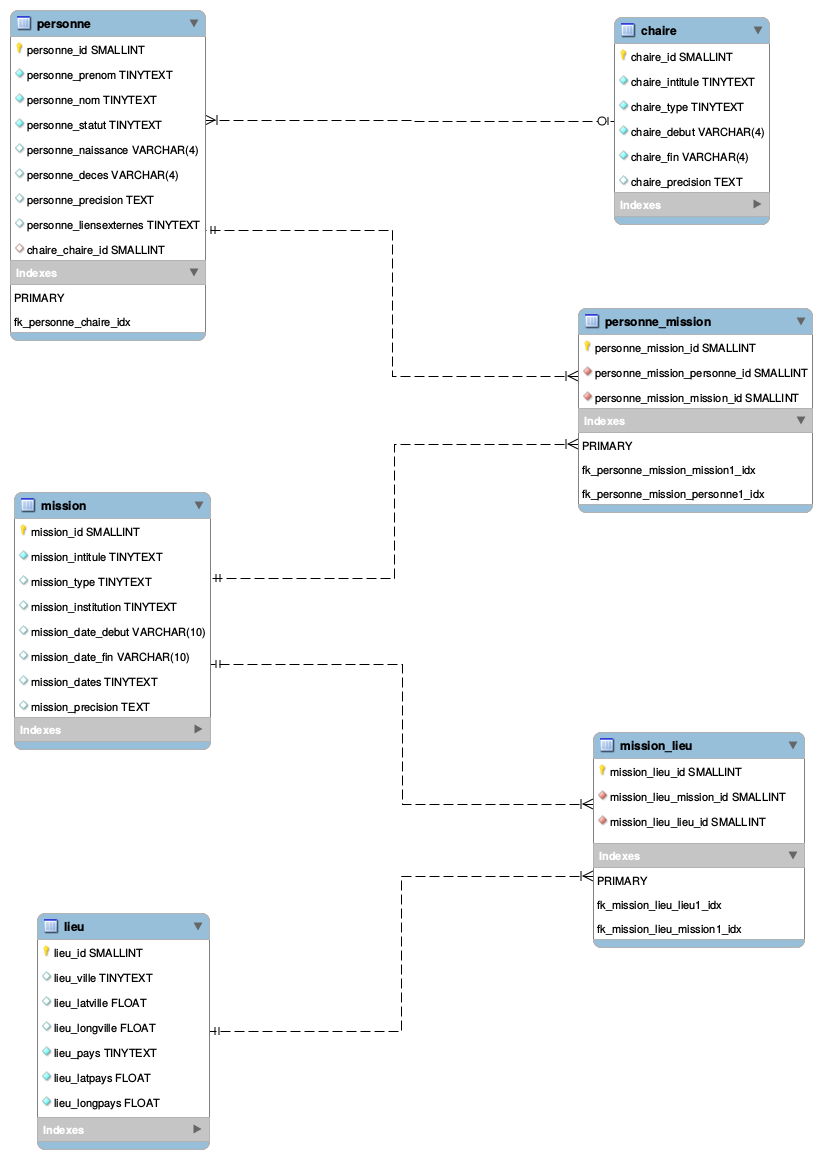 personne
personne_id SMALLINT
personne_prenom TINYTEXT
personne_nom TINYTEXT
personne_statut TINYTEXT
personne_naissance VARCHAR(4)
personne_deces VARCHAR(4)
personne_precision TEXT
personne_liensexternes TINYTEXT
chaire_chaire_id SMALLINT
Indexes
PRIMARY
fk_personne_chaire_idx
chaire
chaire_id SMALLINT
chaire_intitule TINYTEXT
chaire_type TINYTEXT
chaire_debut VARCHAR(4)
chaire_fin VARCHAR(4)
chaire_precision TEXT
Indexes
personne_mission
personne_mission_id SMALLINT
personne_mission_personne_id SMALLINT
personne_mission_mission_id SMALLINT
Indexes
PRIMARY
fk_personne_mission_mission1_idx
fk_personne_mission_personne1_idx
mission
mission_id SMALLINT
mission_intitule TINYTEXT
mission_type TINYTEXT
mission_institution TINYTEXT
mission_date_debut VARCHAR(10)
mission_date_fin VARCHAR(10)
mission_dates TINYTEXT
mission_precision TEXT
Indexes
mission_lieu
mission_lieu_id SMALLINT
mission_lieu_mission_id SMALLINT
mission_lieu_lieu_id SMALLINT
Indexes
PRIMARY
fk_mission_lieu_lieu1_idx
fk_mission_lieu_mission1_idx
lieu
lieu_id SMALLINT
lieu_ville TINYTEXT
lieu_latville FLOAT
lieu_longville FLOAT
lieu_pays TINYTEXT
lieu_latpays FLOAT
lieu_longpays FLOAT
Indexes